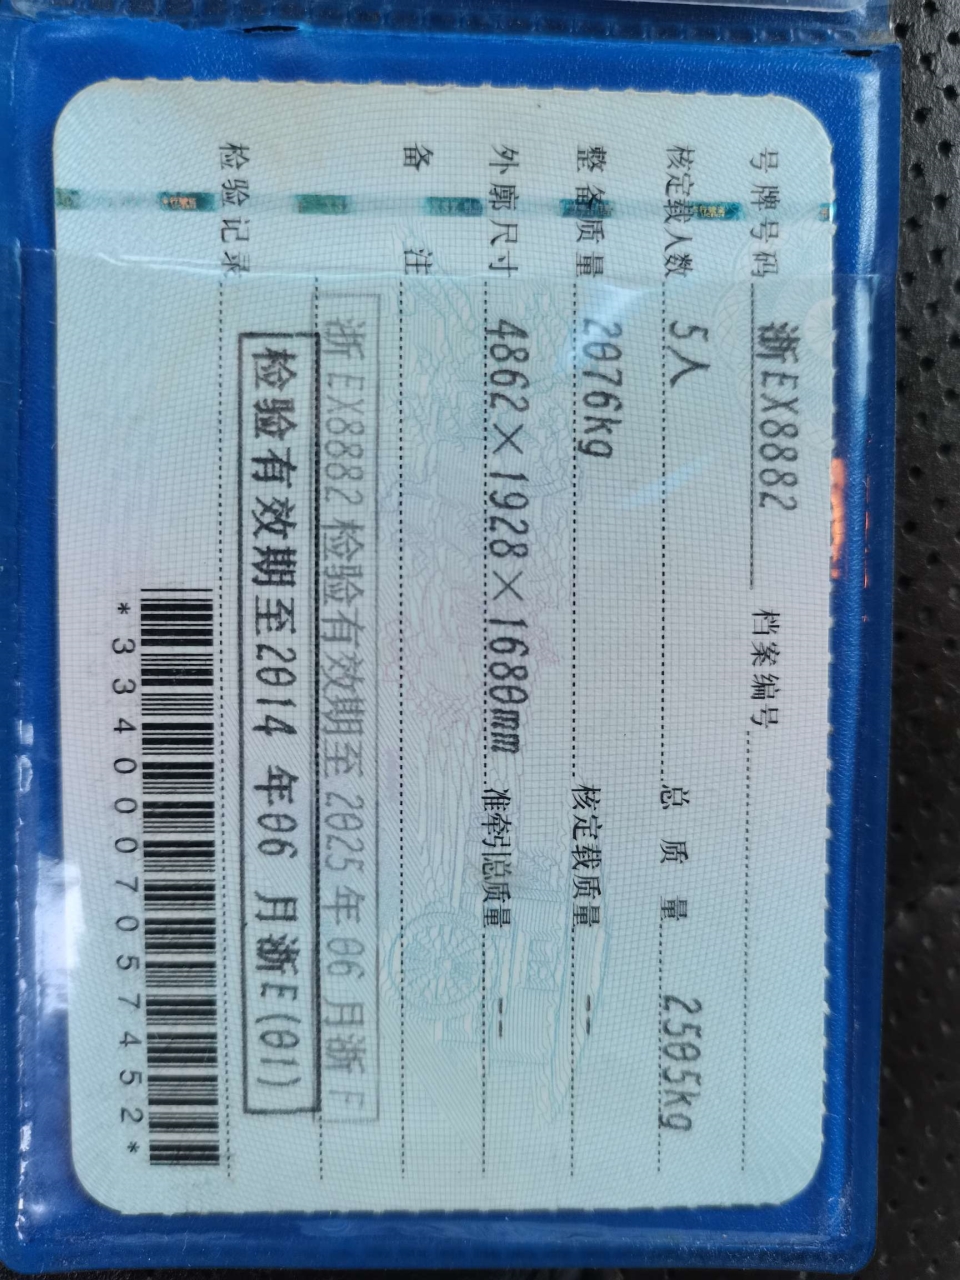 号牌号码 浙EX8882 档案编号
核定载人数 5人 总质量 2505kg
整备质量 2076kg 核定载质量 --
外廓尺寸 4862×1928×1680mm 准牵引总质量 --
备注
浙EX8882检验有效期至2025年06月浙
检验记录 检验有效期至2014年06月浙E(01)
*3340007057452*